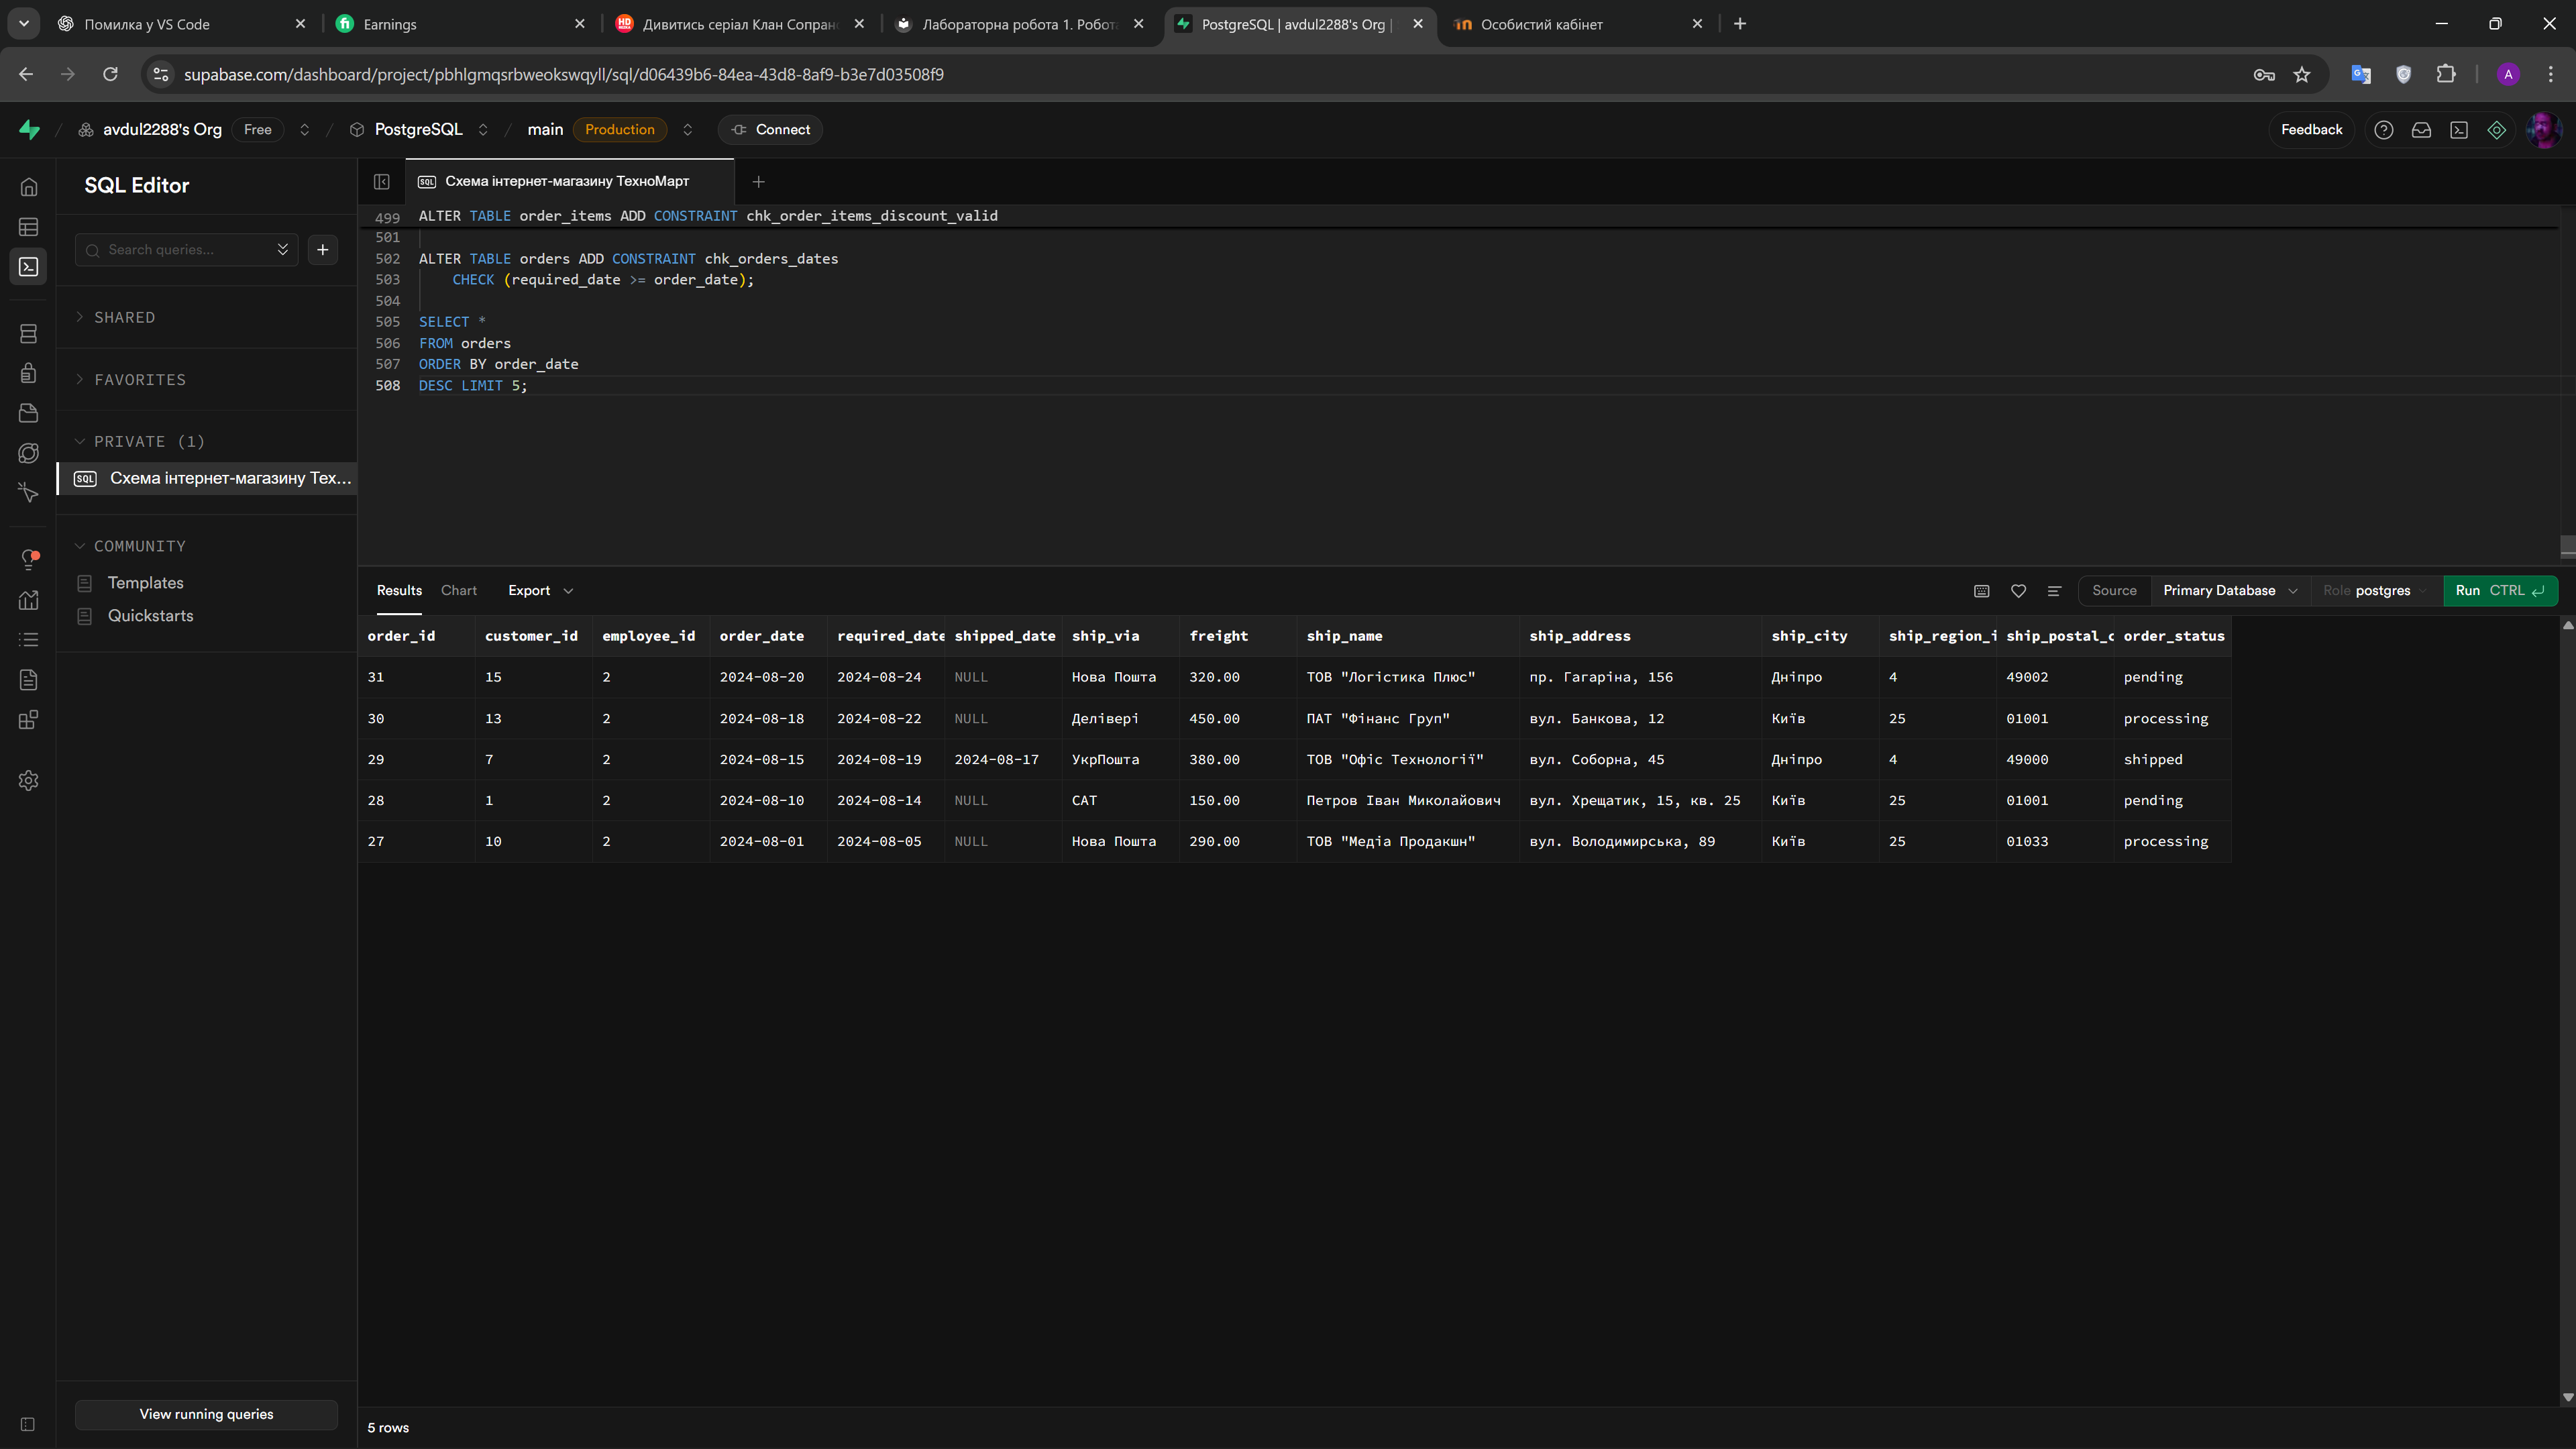 Помилка у VS Code
Earnings
Дивитись серіал Клан Сопран
Лабораторна робота 1. Робот
PostgreSQL | avdul2288's Org |
Особистий кабінет
supabase.com/dashboard/project/pbhlgmqsrbweokswqyll/sql/d06439b6-84ea-43d8-8af9-b3e7d03508f9
A
avdul2288's Org Free / PostgreSQL / main Production Connect
Feedback
SQL Editor
Search queries...
SHARED
FAVORITES
PRIVATE (1)
SQL Схема інтернет-магазину Тех...
COMMUNITY
Templates
Quickstarts
View running queries
SQL Схема інтернет-магазину ТехноМарт
499 ALTER TABLE order_items ADD CONSTRAINT chk_order_items_discount_valid
501
502 ALTER TABLE orders ADD CONSTRAINT chk_orders_dates
503 CHECK (required_date >= order_date);
504
505 SELECT *
506 FROM orders
507 ORDER BY order_date
508 DESC LIMIT 5;
Results Chart Export Source Primary Database Role postgres Run CTRL
order_id customer_id employee_id order_date required_date shipped_date ship_via freight ship_name ship_address ship_city ship_region_i ship_postal_c order_status
31 15 2 2024-08-20 2024-08-24 NULL Нова Пошта 320.00 ТОВ "Логістика Плюс" пр. Гагаріна, 156 Дніпро 4 49002 pending
30 13 2 2024-08-18 2024-08-22 NULL Делівері 450.00 ПАТ "Фінанс Груп" вул. Банкова, 12 Київ 25 01001 processing
29 7 2 2024-08-15 2024-08-19 2024-08-17 УкрПошта 380.00 ТОВ "Офіс Технології" вул. Соборна, 45 Дніпро 4 49000 shipped
28 1 2 2024-08-10 2024-08-14 NULL САТ 150.00 Петров Іван Миколайович вул. Хрещатик, 15, кв. 25 Київ 25 01001 pending
27 10 2 2024-08-01 2024-08-05 NULL Нова Пошта 290.00 ТОВ "Медіа Продакшн" вул. Володимирська, 89 Київ 25 01033 processing
5 rows